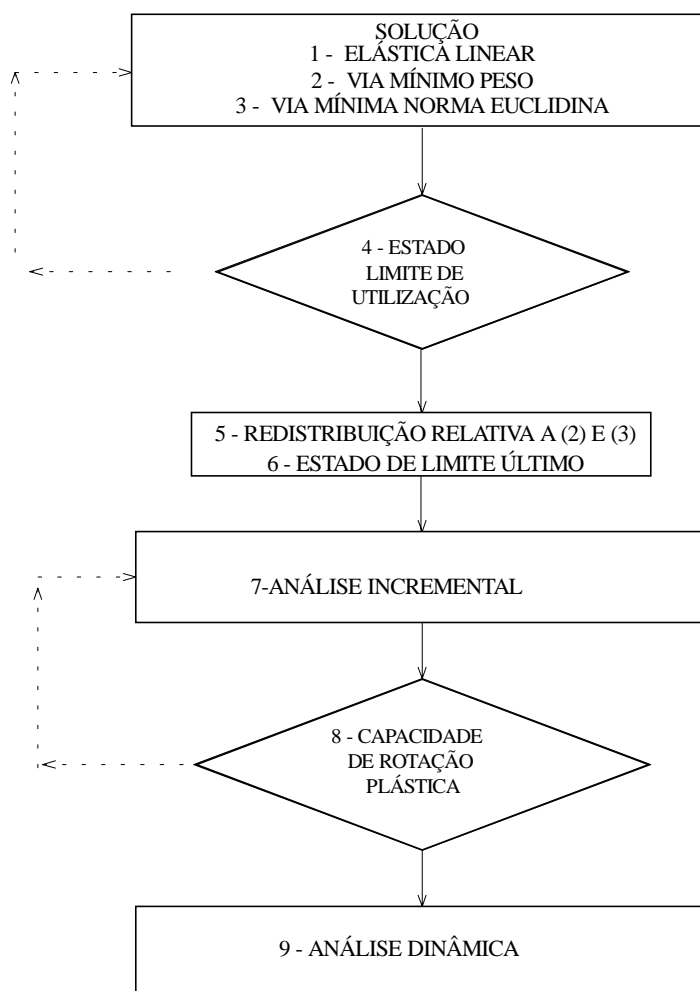 SOLUÇÃO
1 - ELÁSTICA LINEAR
2 - VIA MÍNIMO PESO
3 - VIA MÍNIMA NORMA EUCLIDINA
4 - ESTADO
LIMITE DE
UTILIZAÇÃO
5 - REDISTRIBUIÇÃO RELATIVA A (2) E (3)
6 - ESTADO DE LIMITE ÚLTIMO
7-ANÁLISE INCREMENTAL
8 - CAPACIDADE
DE ROTAÇÃO
PLÁSTICA
9 - ANÁLISE DINÂMICA